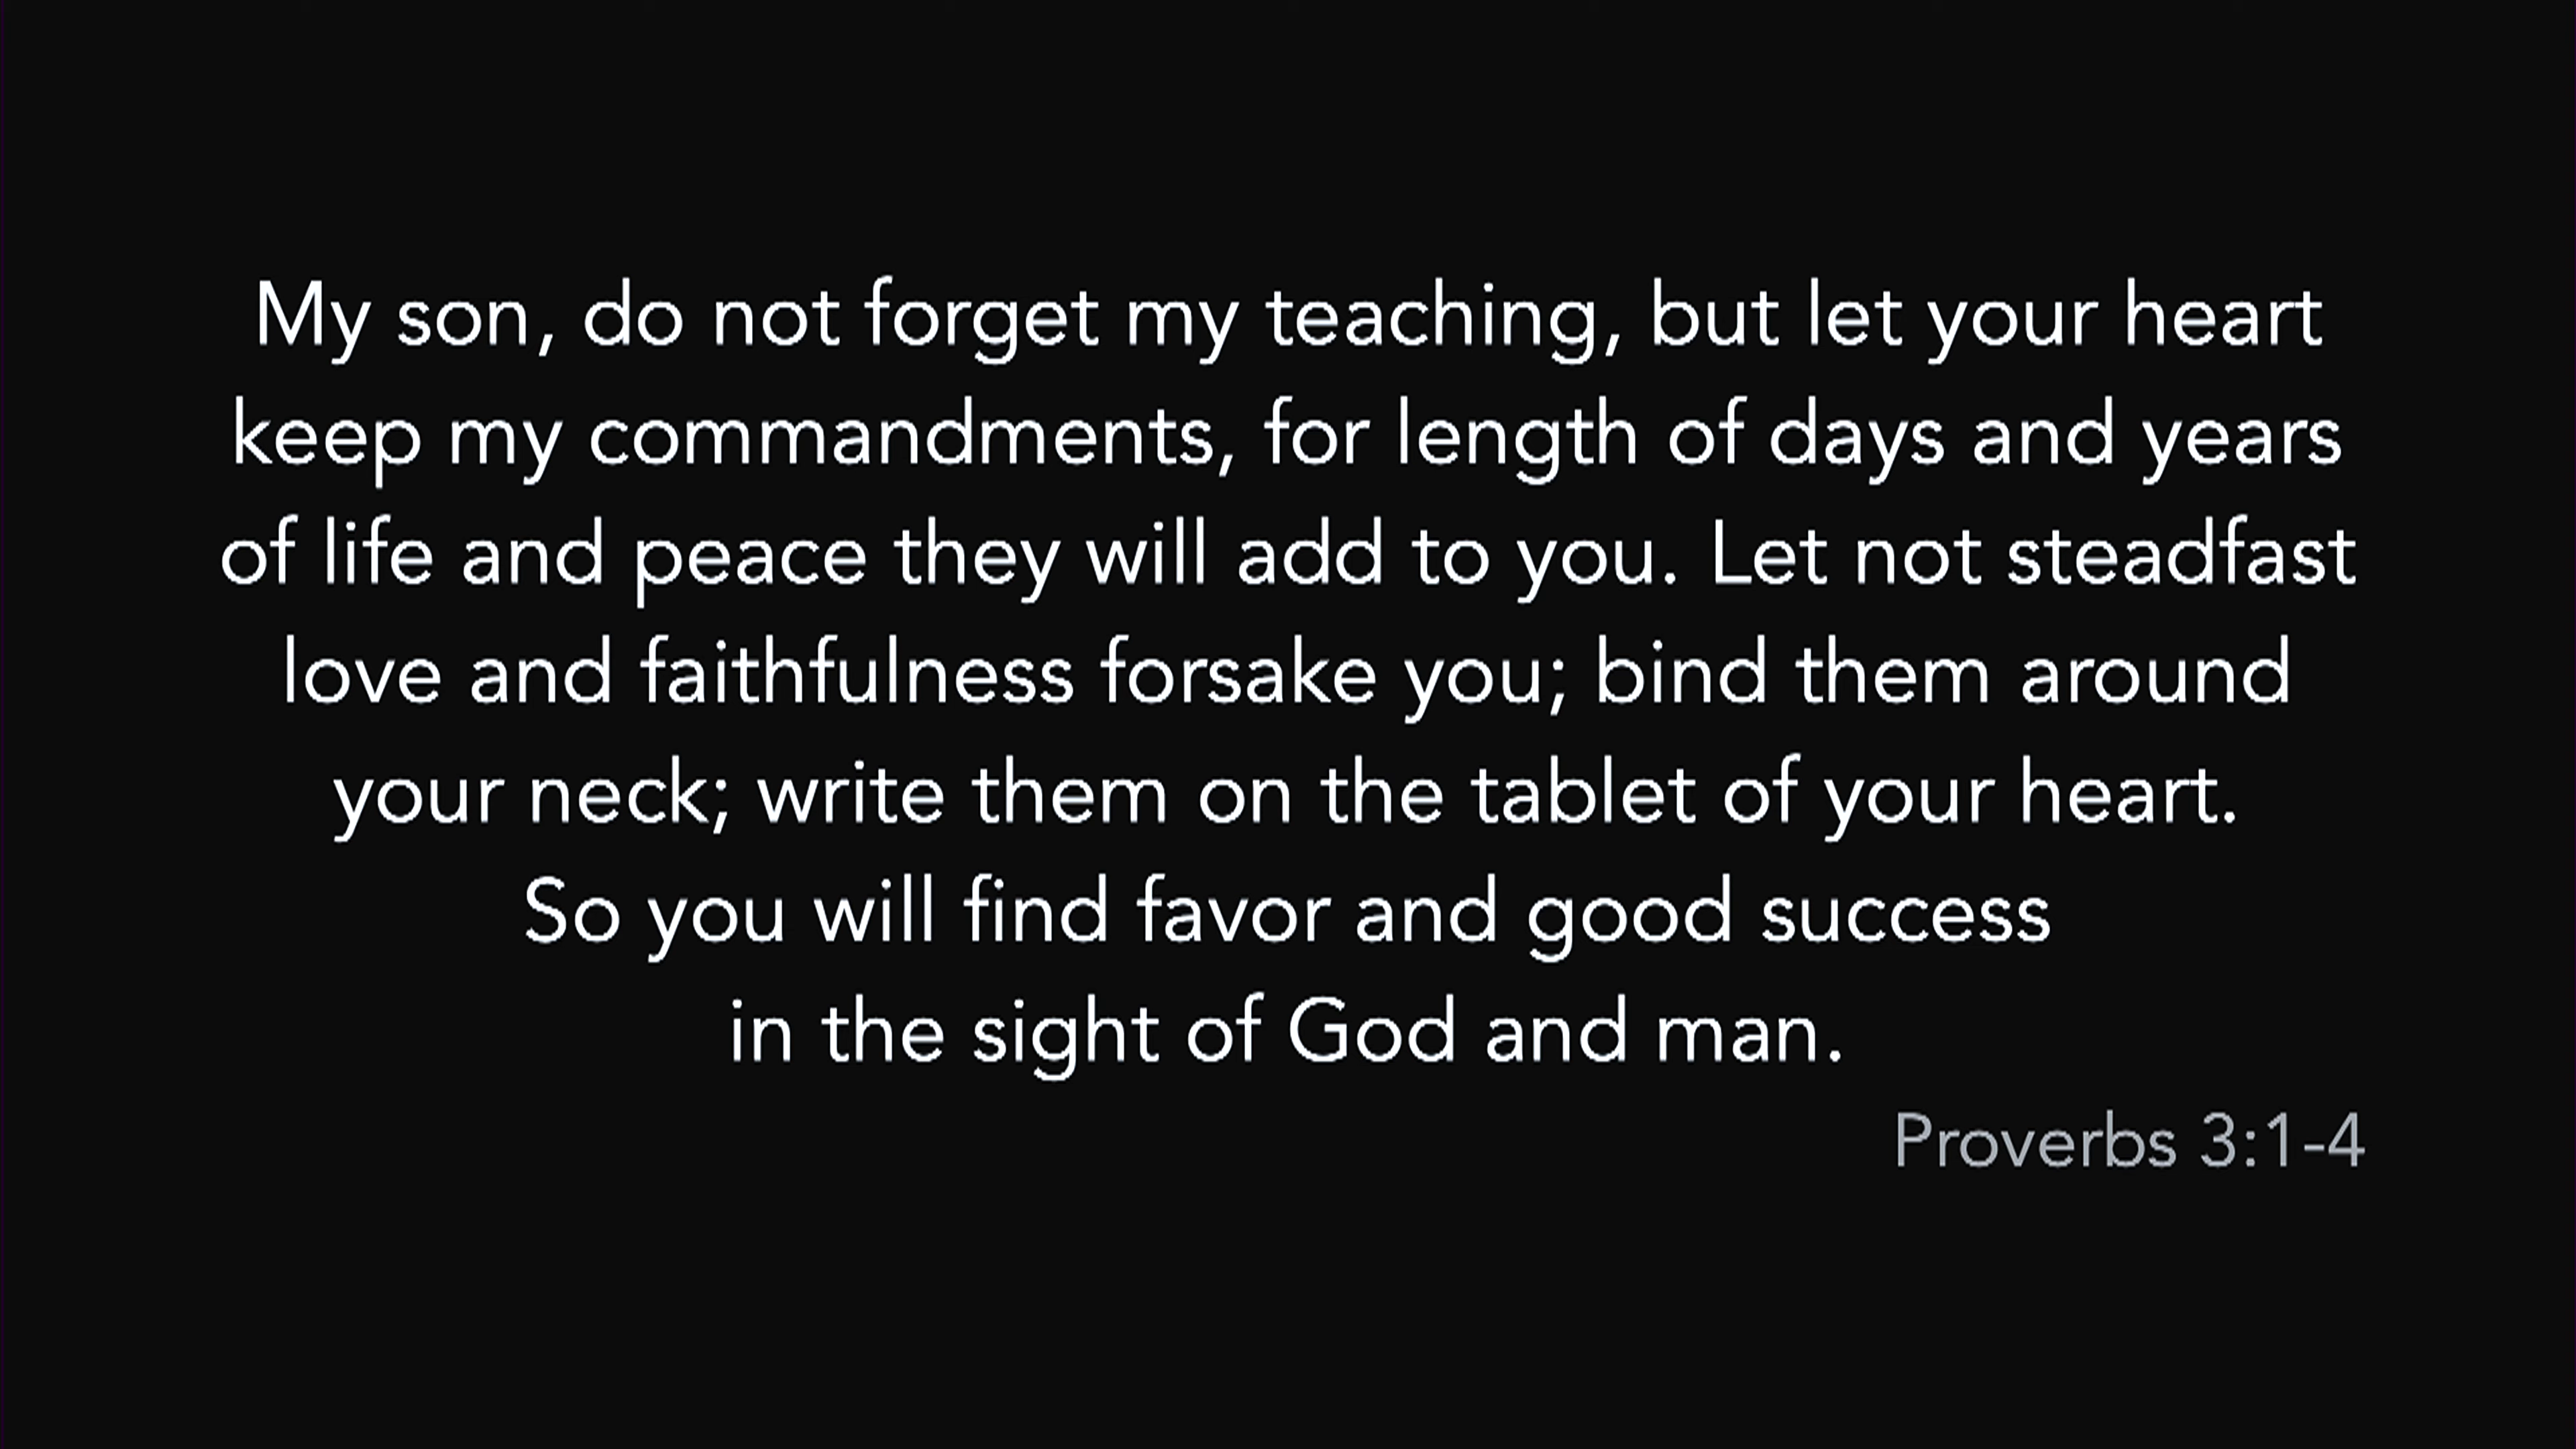 My son, do not forget my teaching, but let your heart
keep my commandments, for length of days and years
of life and peace they will add to you. Let not steadfast
love and faithfulness forsake you; bind them around
your neck; write them on the tablet of your heart.
So you will find favor and good success
in the sight of God and man.
Proverbs 3:1-4